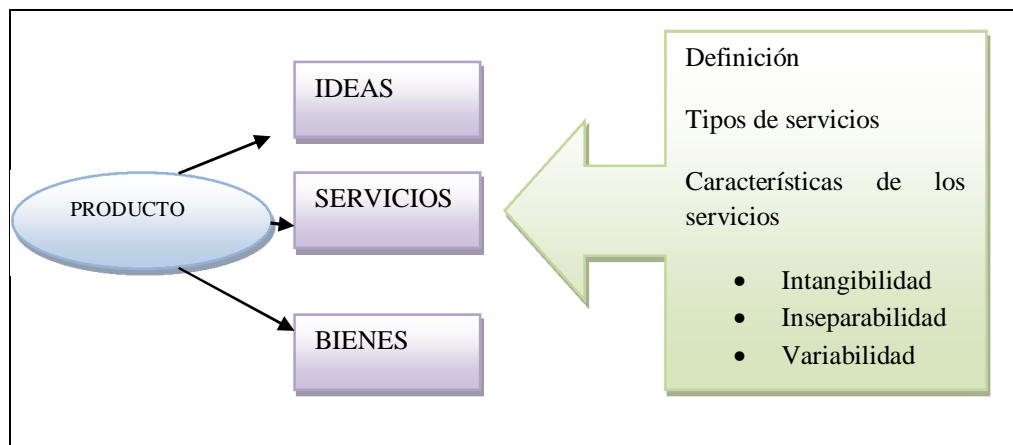 PRODUCTO
IDEAS
SERVICIOS
BIENES
Definición
Tipos de servicios
Características de los
servicios
• Intangibilidad
• Inseparabilidad
• Variabilidad